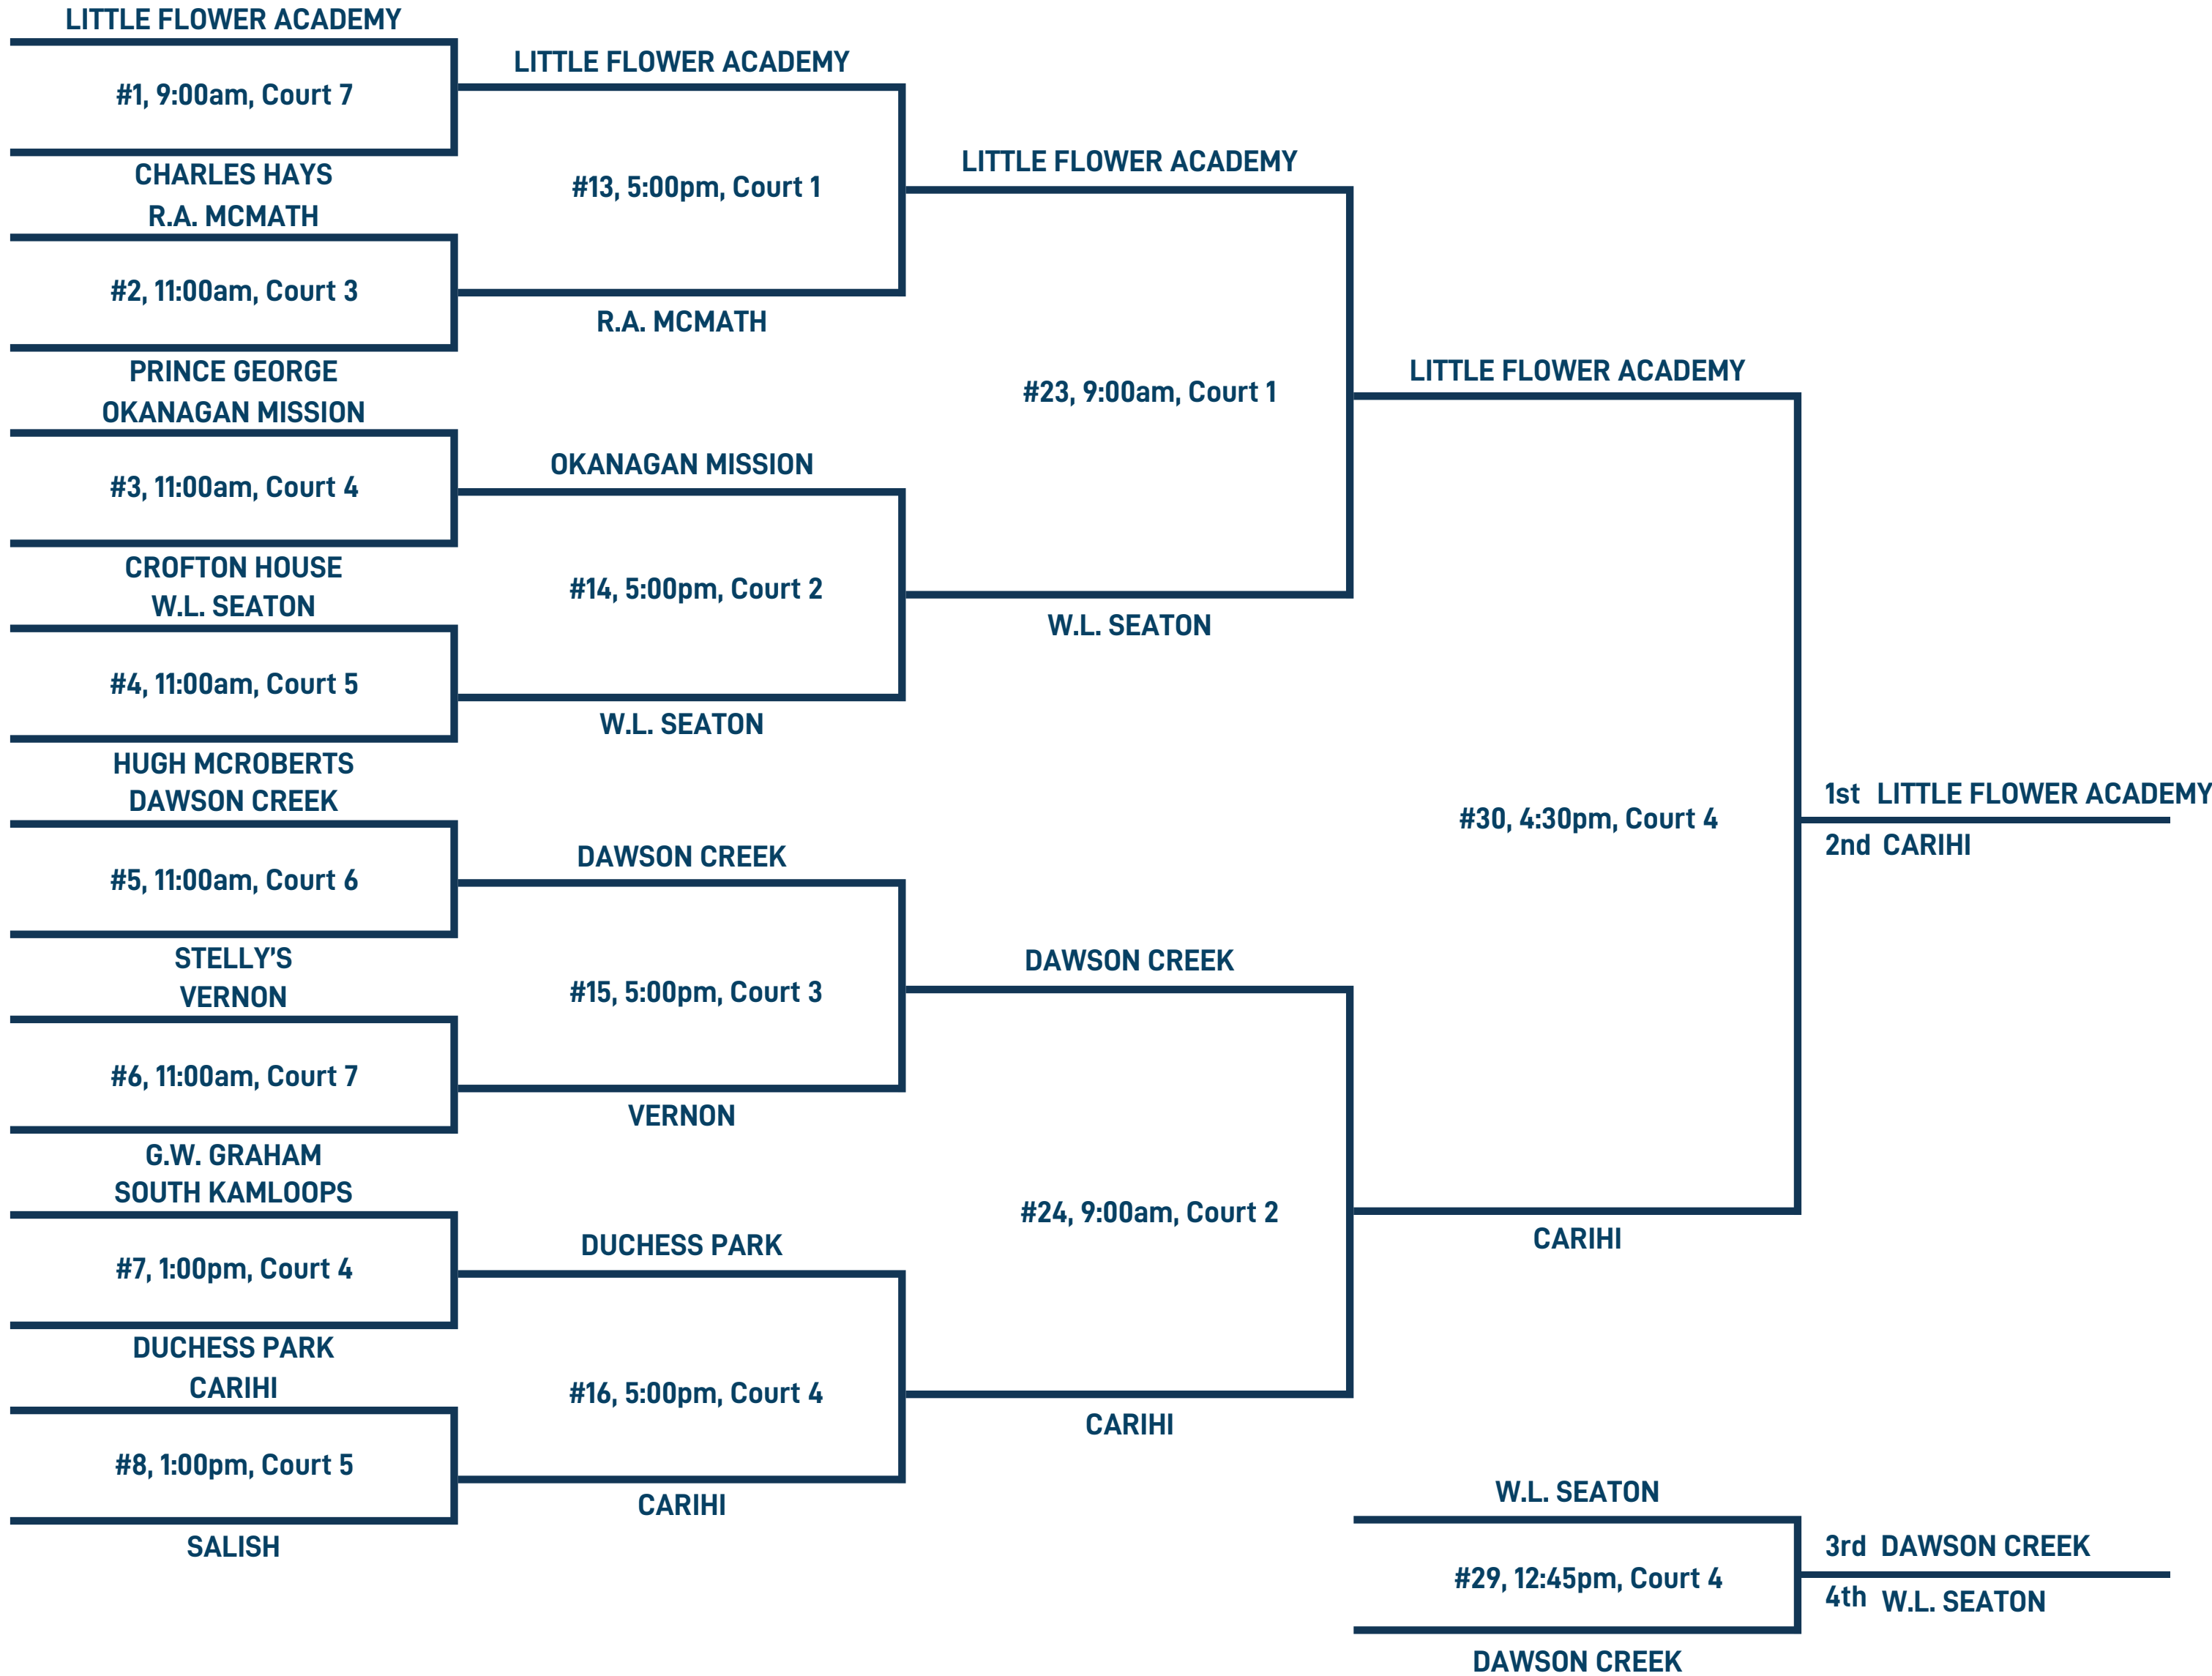 LITTLE FLOWER ACADEMY
#1, 9:00am, Court 7
CHARLES HAYS
R.A. MCMATH
#2, 11:00am, Court 3
PRINCE GEORGE
OKANAGAN MISSION
#3, 11:00am, Court 4
CROFTON HOUSE
W.L. SEATON
#4, 11:00am, Court 5
HUGH MCROBERTS
DAWSON CREEK
#5, 11:00am, Court 6
STELLY'S
VERNON
#6, 11:00am, Court 7
G.W. GRAHAM
SOUTH KAMLOOPS
#7, 1:00pm, Court 4
DUCHESS PARK
CARIHI
#8, 1:00pm, Court 5
SALISH
LITTLE FLOWER ACADEMY
#13, 5:00pm, Court 1
R.A. MCMATH
OKANAGAN MISSION
#14, 5:00pm, Court 2
W.L. SEATON
DAWSON CREEK
#15, 5:00pm, Court 3
VERNON
DUCHESS PARK
#16, 5:00pm, Court 4
CARIHI
LITTLE FLOWER ACADEMY
#23, 9:00am, Court 1
W.L. SEATON
DAWSON CREEK
#24, 9:00am, Court 2
CARIHI
LITTLE FLOWER ACADEMY
#30, 4:30pm, Court 4
CARIHI
W.L. SEATON
#29, 12:45pm, Court 4
DAWSON CREEK
1st LITTLE FLOWER ACADEMY
2nd CARIHI
3rd DAWSON CREEK
4th W.L. SEATON